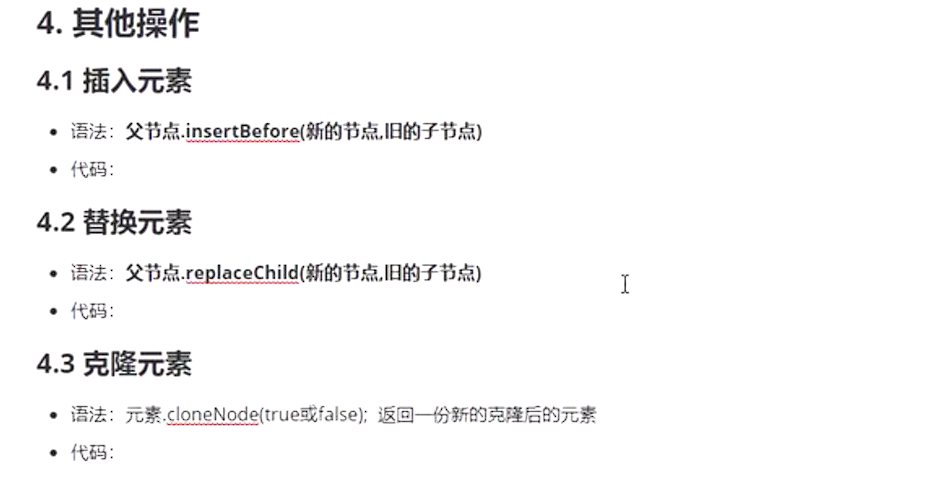 4. 其他操作
4.1 插入元素
• 语法：父节点.insertBefore(新的节点,旧的子节点)
• 代码：
4.2 替换元素
• 语法：父节点.replaceChild(新的节点,旧的子节点)
• 代码：
4.3 克隆元素
• 语法：元素.cloneNode(true或false); 返回一份新的克隆后的元素
• 代码：